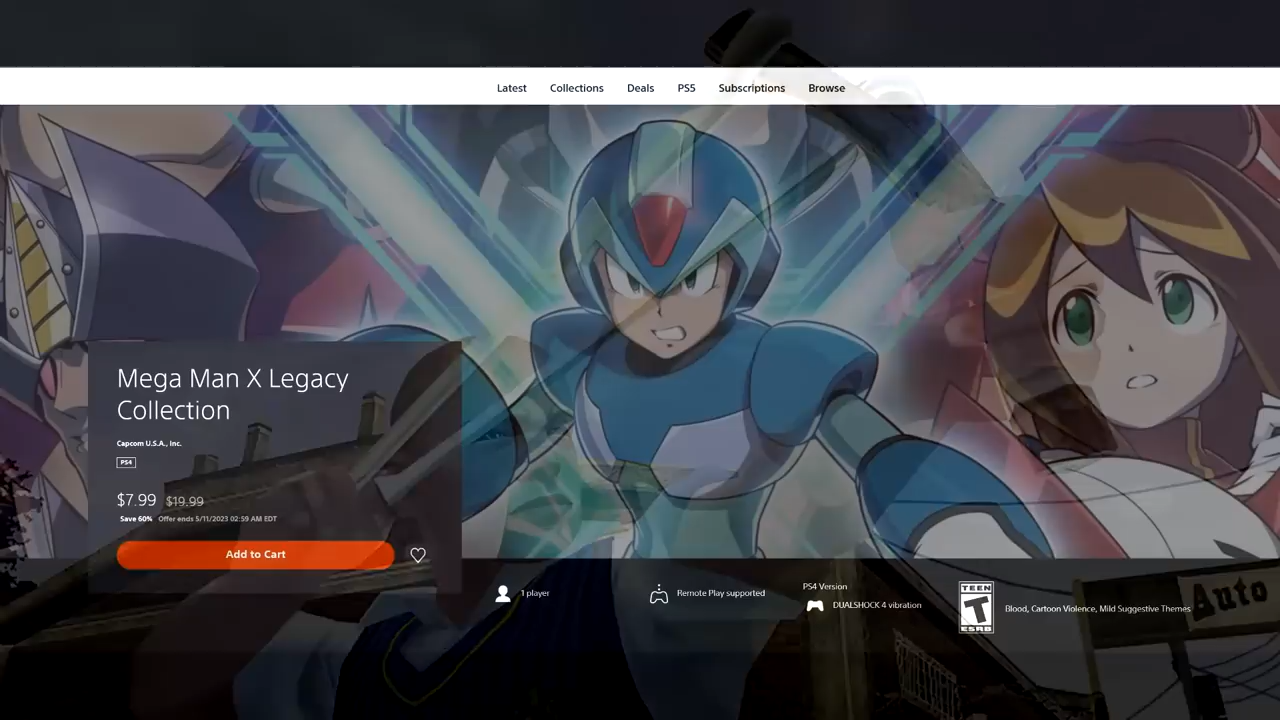 Latest Collections Deals PS5 Subscriptions Browse
Mega Man X Legacy
Collection
Capcom U.S.A., Inc.
PS4
$7.99 $19.99
Save 60% Offer ends 5/11/2023 02:59 AM EDT
Add to Cart
1 player
Remote Play supported
PS4 Version
DUALSHOCK 4 vibration
TEEN
T
ESRB
Blood, Cartoon Violence, Mild Suggestive Themes
Auto